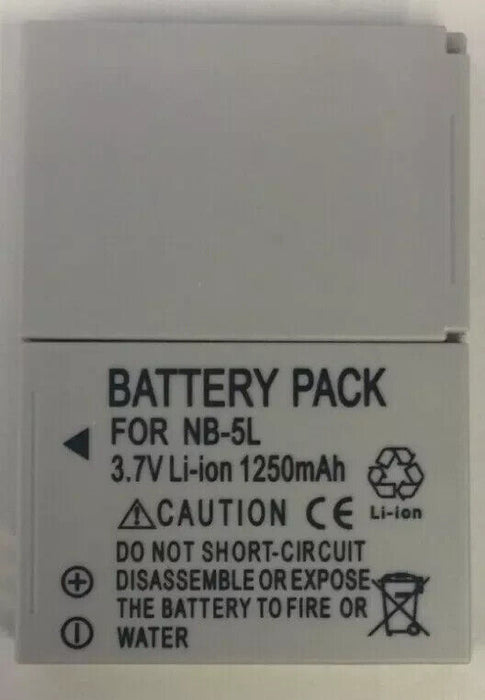 BATTERY PACK
FOR NB-5L
3.7V Li-ion 1250mAh
CAUTION CE
Li-ion
DO NOT SHORT-CIRCUIT
DISASSEMBLE OR EXPOSE
THE BATTERY TO FIRE OR
WATER